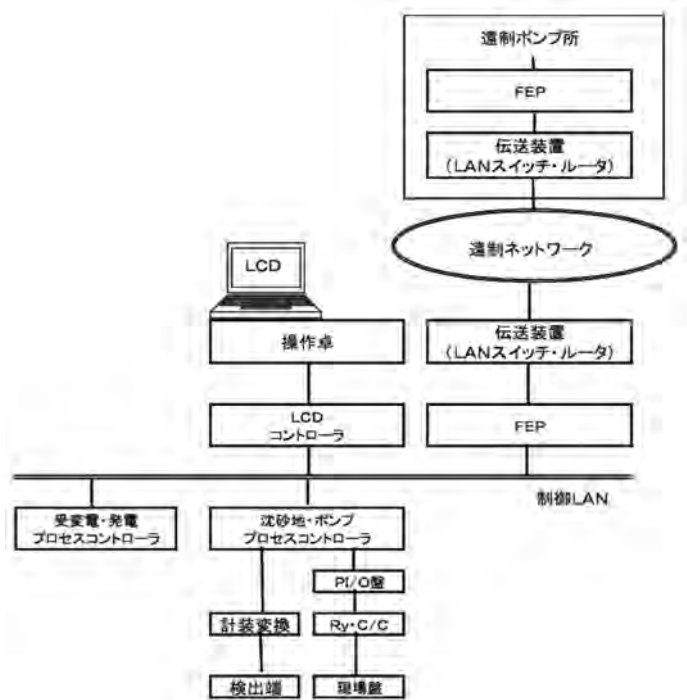 遠制ポンプ所
FEP
伝送装置
(LANスイッチ・ルータ)
遠制ネットワーク
LCD
操作卓
伝送装置
(LANスイッチ・ルータ)
LCD
コントローラ
FEP
制御LAN
受変電・発電
プロセスコントローラ
沈砂池・ポンプ
プロセスコントローラ
PI/O盤
計装変換
Ry・C/C
検出端
現場盤